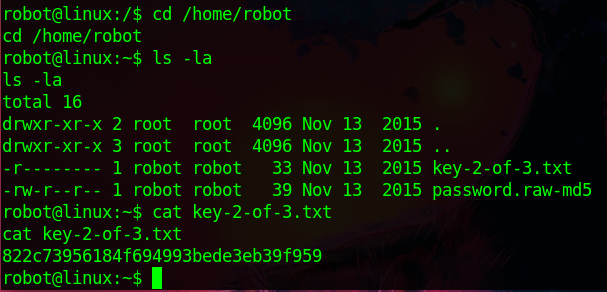 robot@linux:/$ cd /home/robot
cd /home/robot
robot@linux:~$ ls -la
ls -la
total 16
drwxr-xr-x 2 root  root  4096 Nov 13  2015 .
drwxr-xr-x 3 root  root  4096 Nov 13  2015 ..
-r-------- 1 robot robot   33 Nov 13  2015 key-2-of-3.txt
-rw-r--r-- 1 robot robot   39 Nov 13  2015 password.raw-md5
robot@linux:~$ cat key-2-of-3.txt
cat key-2-of-3.txt
822c73956184f694993bede3eb39f959
robot@linux:~$